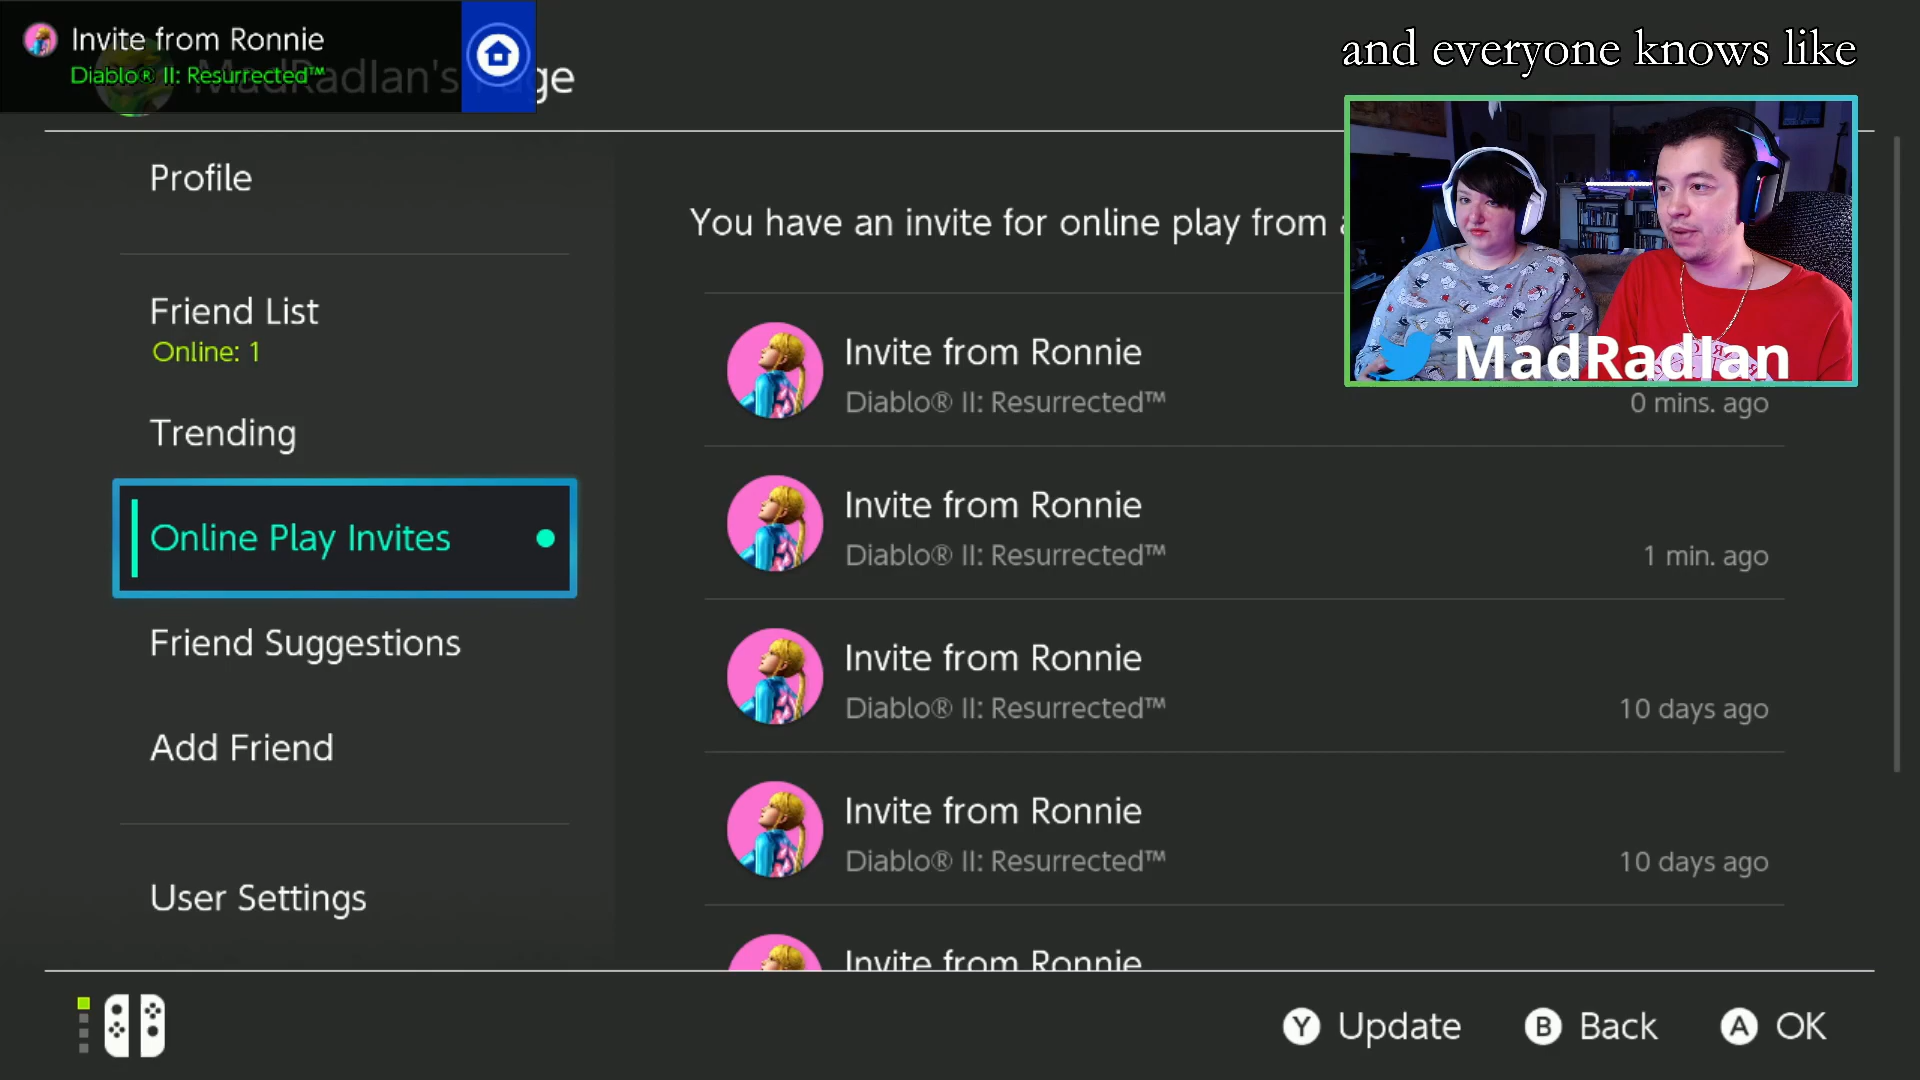 Invite from Ronnie
Diablo® II: Resurrected™
MadRadIan's Page
and everyone knows like
MadRadIan
Profile
Friend List
Online: 1
Trending
Online Play Invites
Friend Suggestions
Add Friend
User Settings
You have an invite for online play from
Invite from Ronnie
Diablo® II: Resurrected™
0 mins. ago
Invite from Ronnie
Diablo® II: Resurrected™
1 min. ago
Invite from Ronnie
Diablo® II: Resurrected™
10 days ago
Invite from Ronnie
Diablo® II: Resurrected™
10 days ago
Invite from Ronnie
Y Update
B Back
A OK